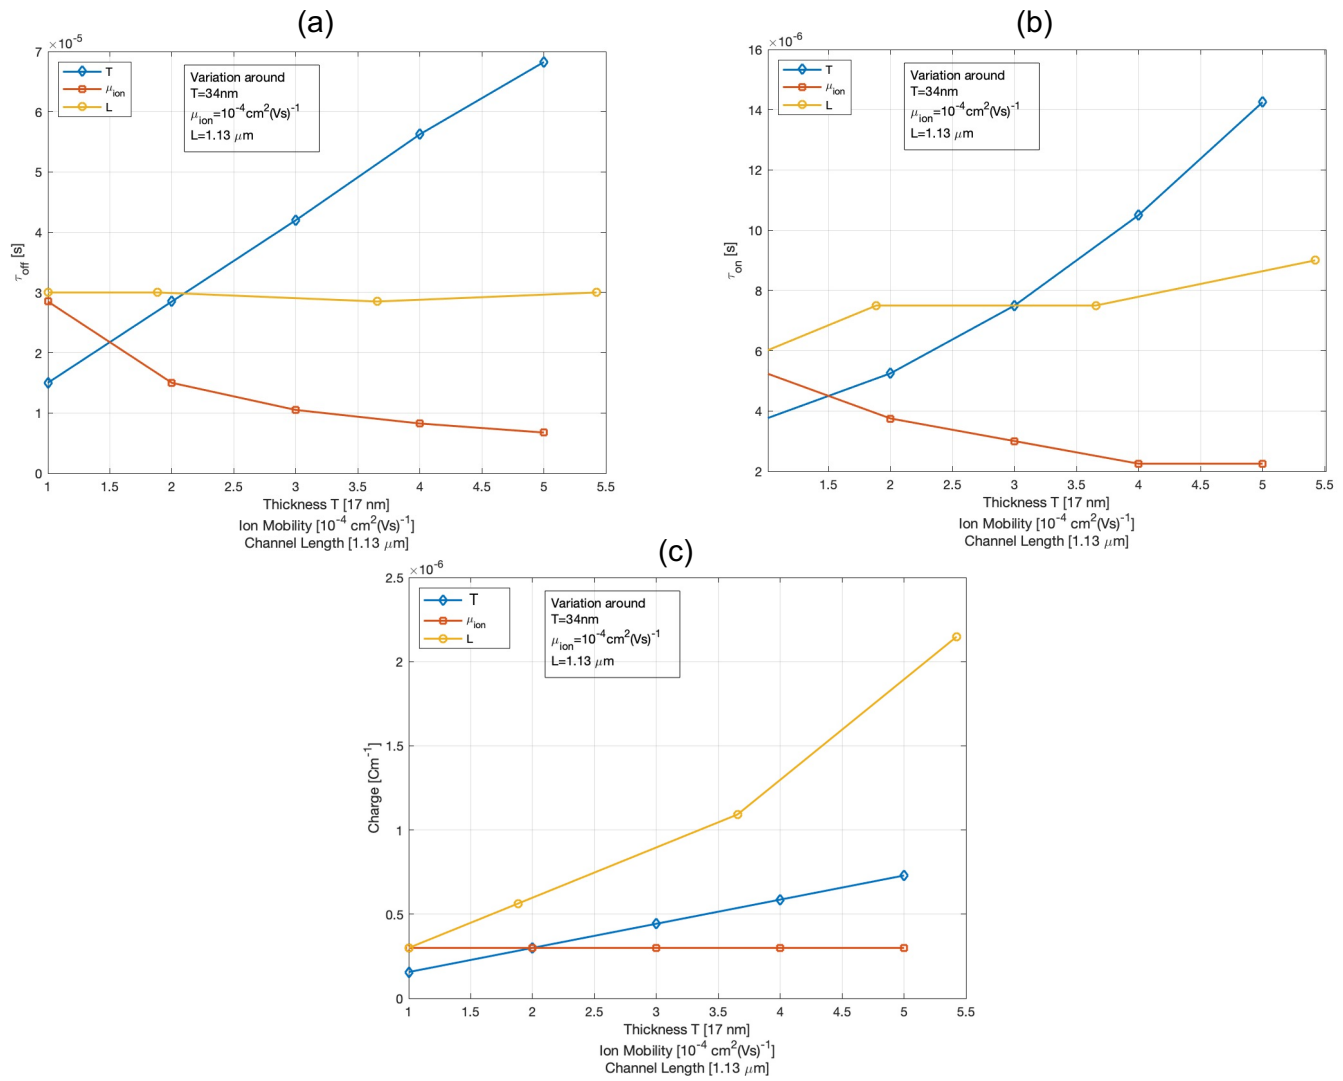 (a)
×10-5
7
6
5
4
3
2
1
0
τoff [s]
T
μion
L
Variation around
T=34nm
μion=10-4cm2(Vs)-1
L=1.13 μm
1 1.5 2 2.5 3 3.5 4 4.5 5 5.5
Thickness T [17 nm]
Ion Mobility [10-4 cm2(Vs)-1]
Channel Length [1.13 μm]
(b)
×10-6
16
14
12
10
8
6
4
2
τon [s]
T
μion
L
Variation around
T=34nm
μion=10-4cm2(Vs)-1
L=1.13 μm
1.5 2 2.5 3 3.5 4 4.5 5 5.5
Thickness T [17 nm]
Ion Mobility [10-4 cm2(Vs)-1]
Channel Length [1.13 μm]
(c)
×10-6
2.5
2
1.5
1
0.5
0
Charge [Cm-1]
T
μion
L
Variation around
T=34nm
μion=10-4cm2(Vs)-1
L=1.13 μm
1 1.5 2 2.5 3 3.5 4 4.5 5 5.5
Thickness T [17 nm]
Ion Mobility [10-4 cm2(Vs)-1]
Channel Length [1.13 μm]